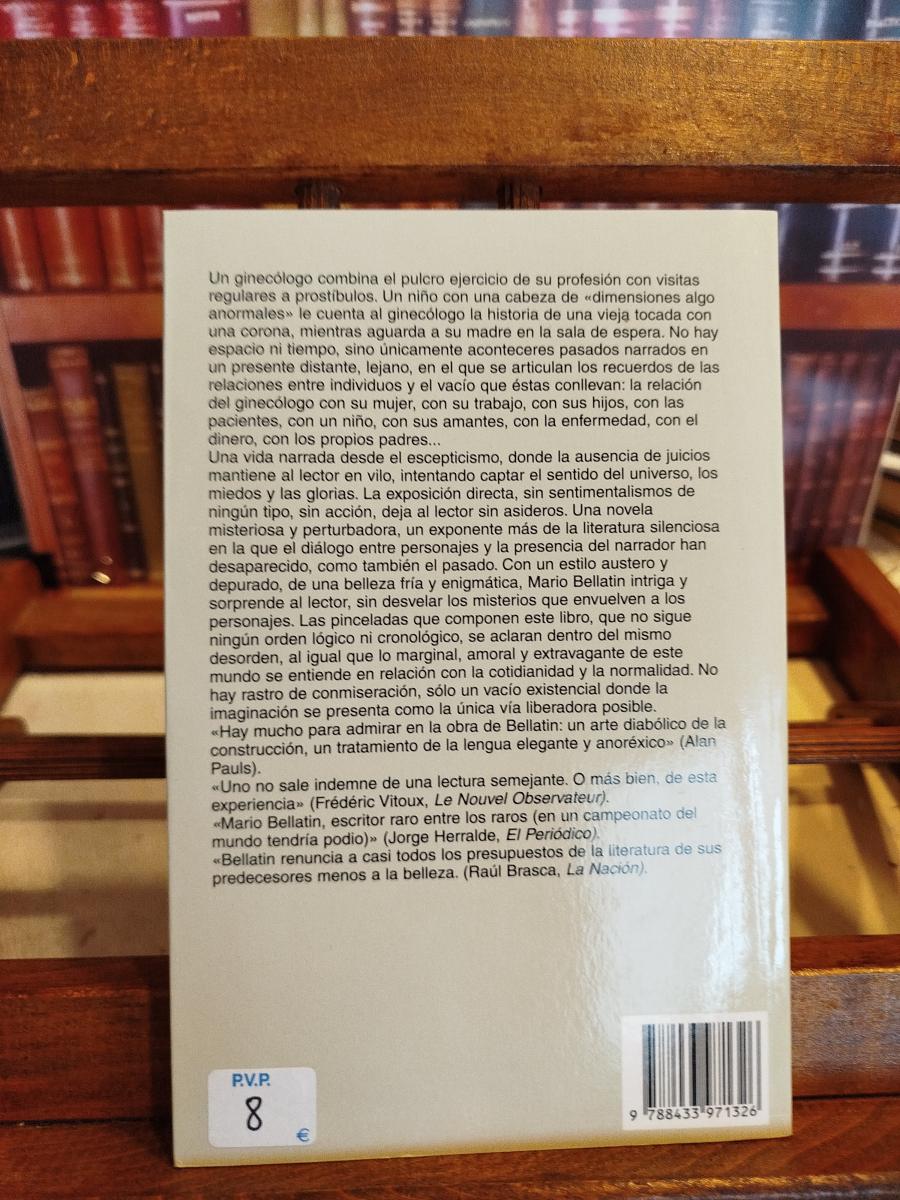 Un ginecólogo combina el pulcro ejercicio de su profesión con visitas
regulares a prostíbulos. Un niño con una cabeza de «dimensiones algo
anormales» le cuenta al ginecólogo la historia de una vieja tocada con
una corona, mientras aguarda a su madre en la sala de espera. No hay
espacio ni tiempo, sino únicamente aconteceres pasados narrados en
un presente distante, lejano, en el que se articulan los recuerdos de las
relaciones entre individuos y el vacío que éstas conllevan: la relación
del ginecólogo con su mujer, con su trabajo, con sus hijos, con las
pacientes, con un niño, con sus amantes, con la enfermedad, con el
dinero, con los propios padres...
Una vida narrada desde el escepticismo, donde la ausencia de juicios
mantiene al lector en vilo, intentando captar el sentido del universo, los
miedos y las glorias. La exposición directa, sin sentimentalismos de
ningún tipo, sin acción, deja al lector sin asideros. Una novela
misteriosa y perturbadora, un exponente más de la literatura silenciosa
en la que el diálogo entre personajes y la presencia del narrador han
desaparecido, como también el pasado. Con un estilo austero y
depurado, de una belleza fría y enigmática, Mario Bellatin intriga y
sorprende al lector, sin desvelar los misterios que envuelven a los
personajes. Las pinceladas que componen este libro, que no sigue
ningún orden lógico ni cronológico, se aclaran dentro del mismo
desorden, al igual que lo marginal, amoral y extravagante de este
mundo se entiende en relación con la cotidianidad y la normalidad. No
hay rastro de conmiseración, sólo un vacío existencial donde la
imaginación se presenta como la única vía liberadora posible.
«Hay mucho para admirar en la obra de Bellatin: un arte diabólico de la
construcción, un tratamiento de la lengua elegante y anoréxico» (Alan
Pauls).
«Uno no sale indemne de una lectura semejante. O más bien, de esta
experiencia» (Frédéric Vitoux, Le Nouvel Observateur).
«Mario Bellatin, escritor raro entre los raros (en un campeonato del
mundo tendría podio)» (Jorge Herralde, El Periódico).
«Bellatin renuncia a casi todos los presupuestos de la literatura de sus
predecesores menos a la belleza. (Raúl Brasca, La Nación).
P.V.P.
8
€
9 788433 971326